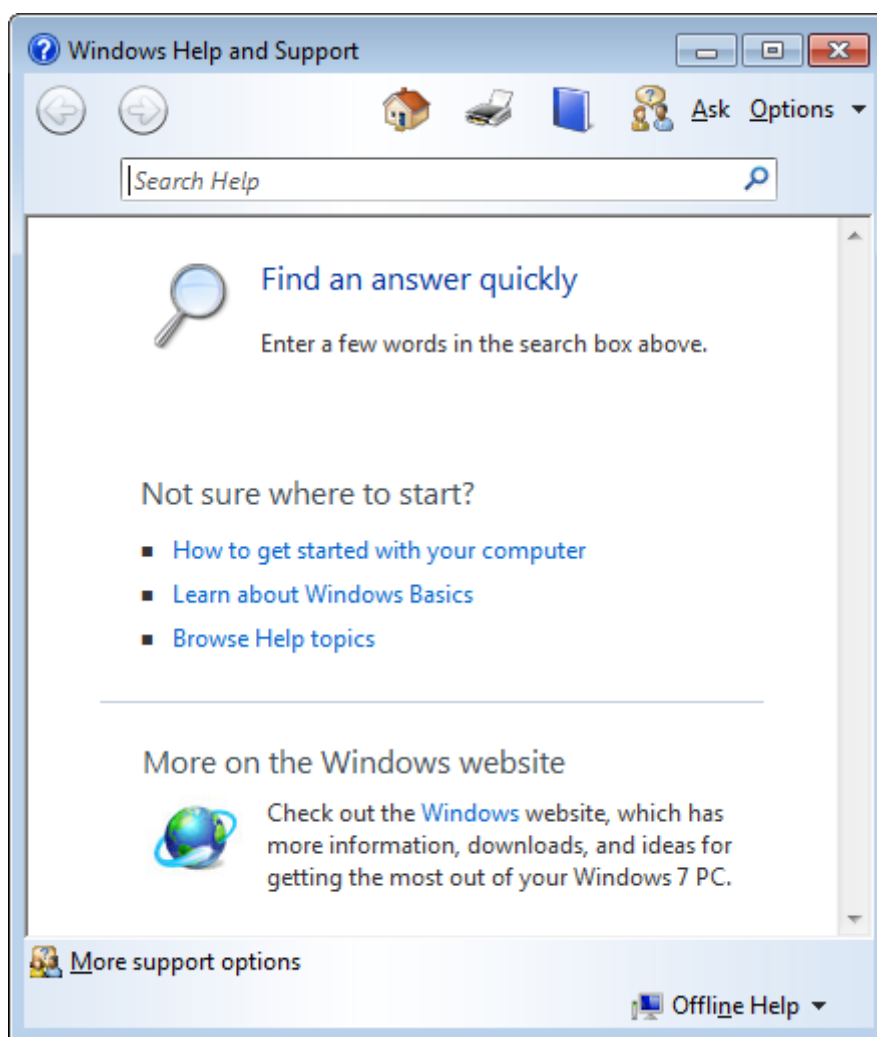 Windows Help and Support
Ask Options
Search Help
Find an answer quickly
Enter a few words in the search box above.
Not sure where to start?
How to get started with your computer
Learn about Windows Basics
Browse Help topics
More on the Windows website
Check out the Windows website, which has
more information, downloads, and ideas for
getting the most out of your Windows 7 PC.
More support options
Offline Help